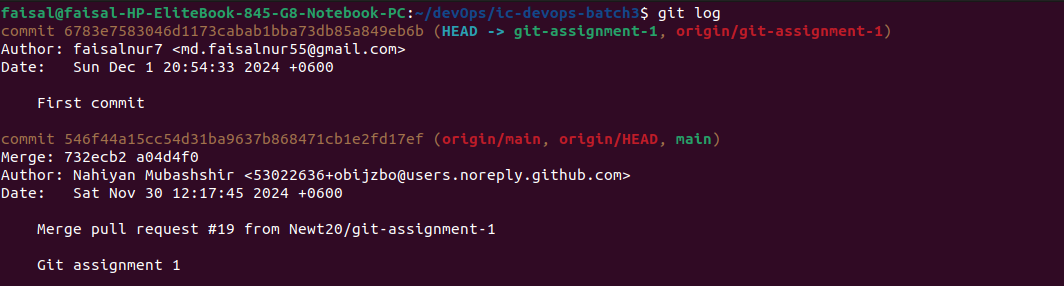 faisal@faisal-HP-EliteBook-845-G8-Notebook-PC:~/devOps/ic-devops-batch3$ git log
commit 6783e7583046d1173cabab1bba73db85a849eb6b (HEAD -> git-assignment-1, origin/git-assignment-1)
Author: faisalnur7 <md.faisalnur55@gmail.com>
Date:   Sun Dec 1 20:54:33 2024 +0600
    First commit
commit 546f44a15cc54d31ba9637b868471cb1e2fd17ef (origin/main, origin/HEAD, main)
Merge: 732ecb2 a04d4f0
Author: Nahiyan Mubashshir <53022636+obijzbo@users.noreply.github.com>
Date:   Sat Nov 30 12:17:45 2024 +0600
    Merge pull request #19 from Newt20/git-assignment-1
    Git assignment 1